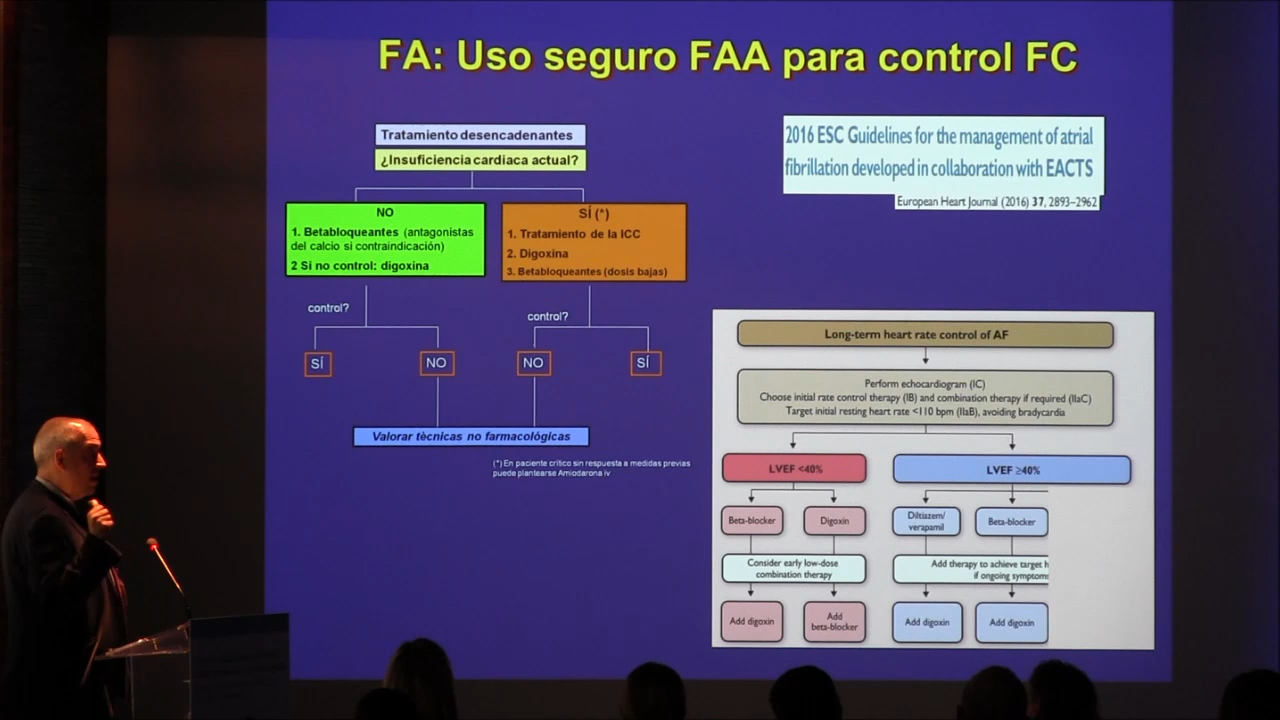 FA: Uso seguro FAA para control FC
Tratamiento desencadenantes
¿Insuficiencia cardiaca actual?
NO
1. Betabloqueantes (antagonistas
del calcio si contraindicación)
2 Si no control: digoxina
SÍ (*)
1. Tratamiento de la ICC
2. Digoxina
3. Betabloqueantes (dosis bajas)
control?
control?
SÍ
NO
NO
SÍ
Valorar tècnicas no farmacológicas
(*) En paciente crítico sin respuesta a medidas previas
puede plantearse Amiodarona iv
2016 ESC Guidelines for the management of atrial
fibrillation developed in collaboration with EACTS
European Heart Journal (2016) 37, 2893–2962
Long-term heart rate control of AF
Perform echocardiogram (IC)
Choose initial rate control therapy (IB) and combination therapy if required (IIaC)
Target initial resting heart rate <110 bpm (IIaB), avoiding bradycardia
LVEF <40%
LVEF ≥40%
Beta-blocker
Digoxin
Diltiazem/
verapamil
Beta-blocker
Consider early low-dose
combination therapy
Add therapy to achieve target h
if ongoing symptoms
Add digoxin
Add
beta-blocker
Add digoxin
Add digoxin